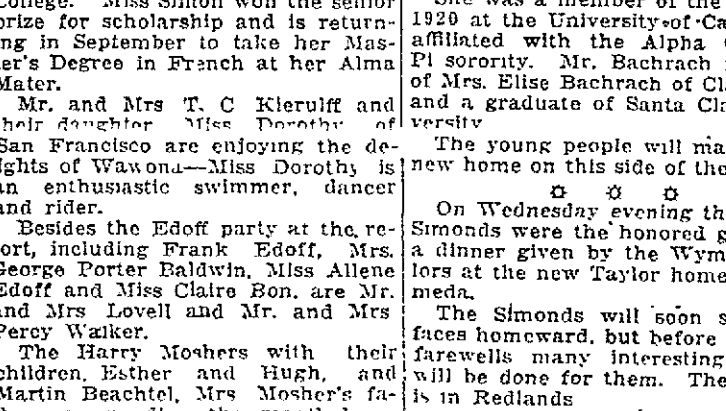 College. Miss Simon won the senior
prize for scholarship and is return-
ng in September to take her Mas-
er's Degree in French at her Alma
Mater.
Mr. and Mrs T. C Kierulff and
their daughter Miss Dorothy of
San Francisco are enjoying the de-
ights of Wawona—Miss Dorothy is
an enthusiastic swimmer, dancer
and rider.
Besides the Edoff party at the re-
ort, including Frank Edoff, Mrs.
George Porter Baldwin, Miss Allene
Edoff and Miss Claire Bon, are Mr.
and Mrs Lovell and Mr. and Mrs
Percy Walker.
The Harry Moshers with their
children, Esther and Hugh, and
Martin Beachtel, Mrs Mosher's fa-
She was a member of the
1920 at the University of Ca
affiliated with the Alpha
Pi sorority. Mr. Bachrach
of Mrs. Elise Bachrach of Cl
and a graduate of Santa Cla
versity
The young people will ma
new home on this side of the
On Wednesday evening th
Simonds were the honored g
a dinner given by the Wym
lors at the new Taylor home
meda.
The Simonds will soon s
faces homeward, but before
farewells many interesting
will be done for them. The
is in Redlands